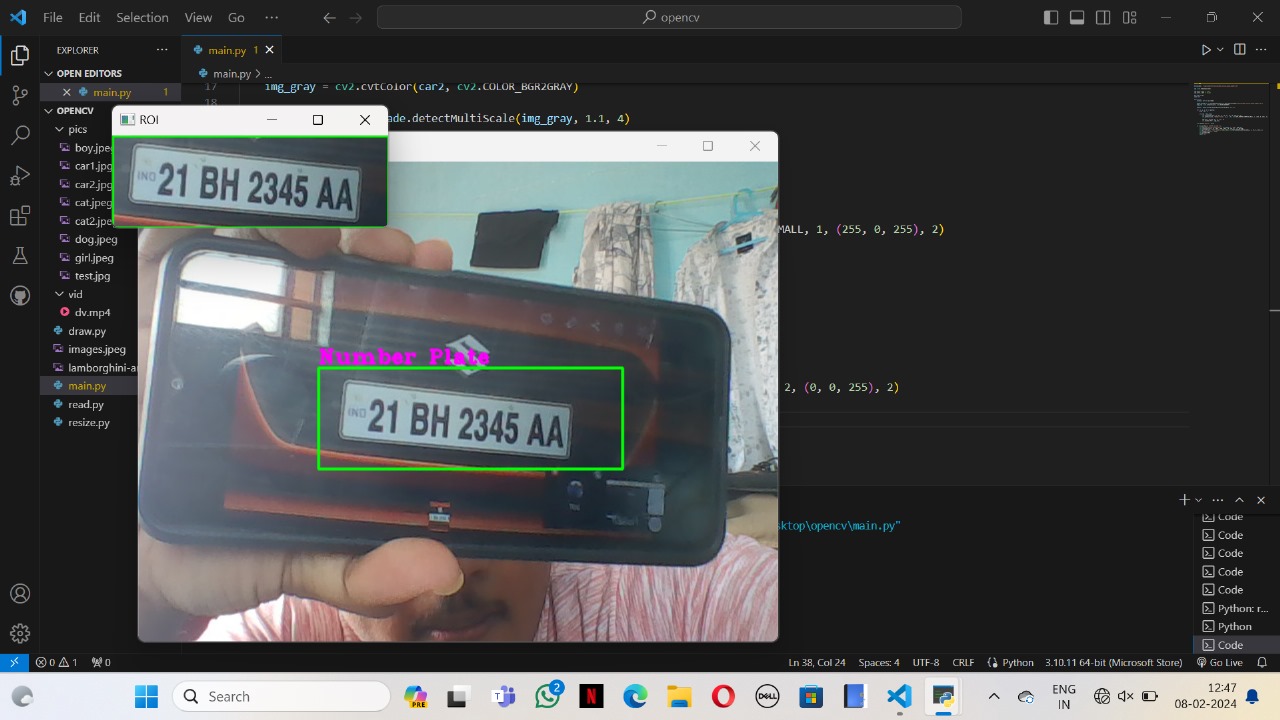 File Edit Selection View Go ···
opencv
EXPLORER ···
main.py 1
OPEN EDITORS
main.py > ...
main.py 1
17 img_gray = cv2.cvtColor(car2, cv2.COLOR_BGR2GRAY)
18
OPENCV
ROI
ade.detectMultiScale(img_gray, 1.1, 4)
pics
boy.jpe
car1.jpg
car2.jpg
cat.jpeg
cat2.jpe
dog.jpeg
girl.jpeg
test.jpg
vid
dv.mp4
draw.py
images.jpeg
lamborghini-a
main.py
read.py
resize.py
IND 21 BH 2345 AA
MALL, 1, (255, 0, 255), 2)
Number Plate
IND 21 BH 2345 AA
2, (0, 0, 255), 2)
sktop\opencv\main.py"
Code
Code
Code
Code
Code
Python: r...
Python
Code
0 1 0 Ln 38, Col 24 Spaces: 4 UTF-8 CRLF Python 3.10.11 64-bit (Microsoft Store) Go Live
Search
PRE
2
DELL
ENG
IN
12:47
08-02-2024